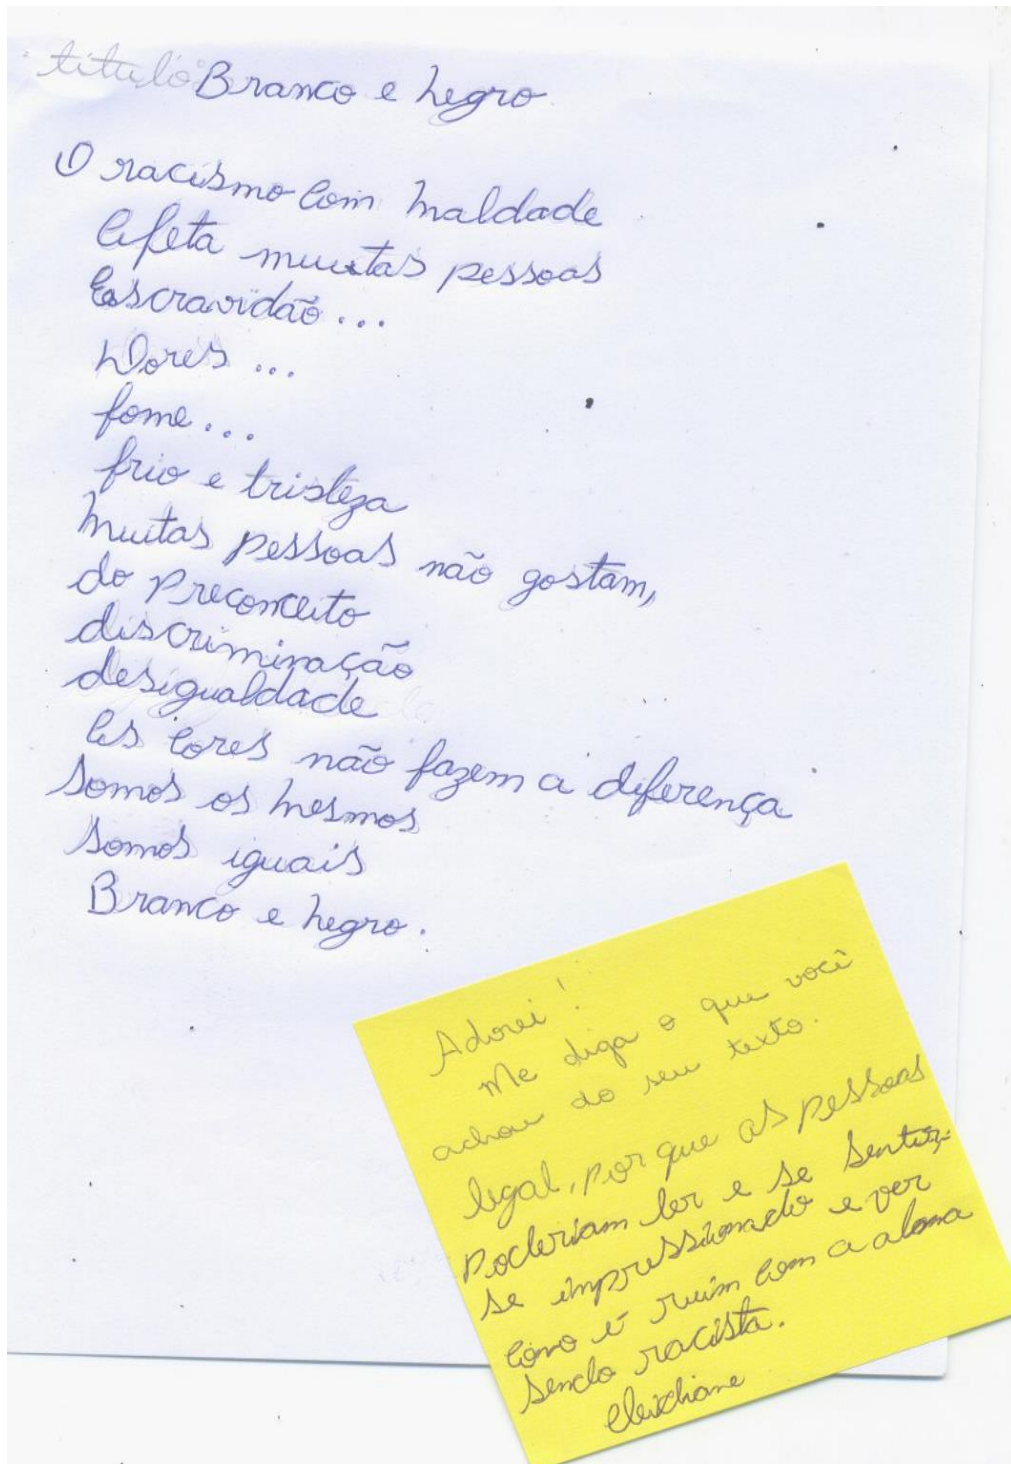 título: Branco e Negro
O racismo com maldade
Afeta muitas pessoas
Escravidão...
Dores...
fome...
frio e tristeza
Muitas pessoas não gostam,
do Preconceito
discriminação
desigualdade
As cores não fazem a diferença
Somos os mesmos
Somos iguais
Branco e negro.
Adorei!
Me diga o que você
achou do seu texto.
legal, por que as pessoas
Poderiam ler e se sentir-
se impressionado e ver
como é ruim com a alma
sendo racista.